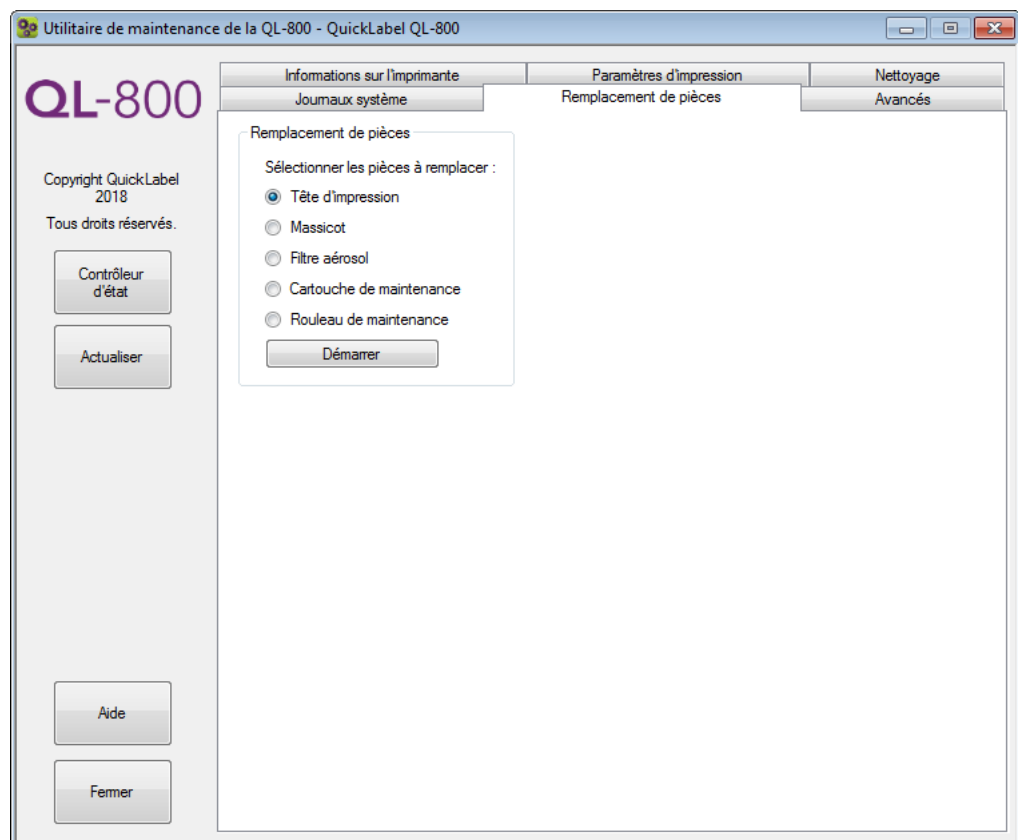 Utilitaire de maintenance de la QL-800 - QuickLabel QL-800
QL-800
Copyright QuickLabel
2018
Tous droits réservés.
Contrôleur
d'état
Actualiser
Aide
Fermer
Informations sur l'imprimante
Paramètres d'impression
Nettoyage
Journaux système
Remplacement de pièces
Avancés
Remplacement de pièces
Sélectionner les pièces à remplacer :
Tête d'impression
Massicot
Filtre aérosol
Cartouche de maintenance
Rouleau de maintenance
Démarrer